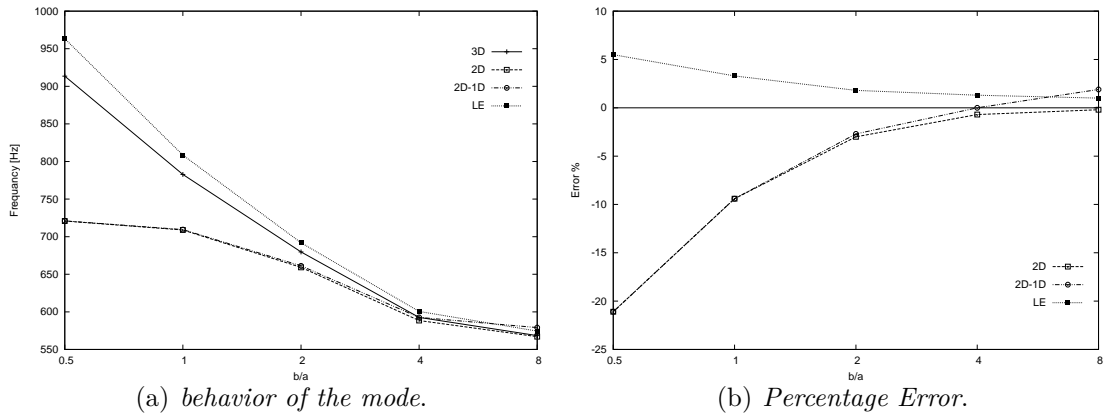 1000
950
900
850
800
750
700
650
600
550
Frequancy [Hz]
0.5
1
2
4
8
b/a
3D
2D
2D-1D
LE
(a) behavior of the mode.
10
5
0
-5
-10
-15
-20
-25
Error %
0.5
1
2
4
8
b/a
2D
2D-1D
LE
(b) Percentage Error.